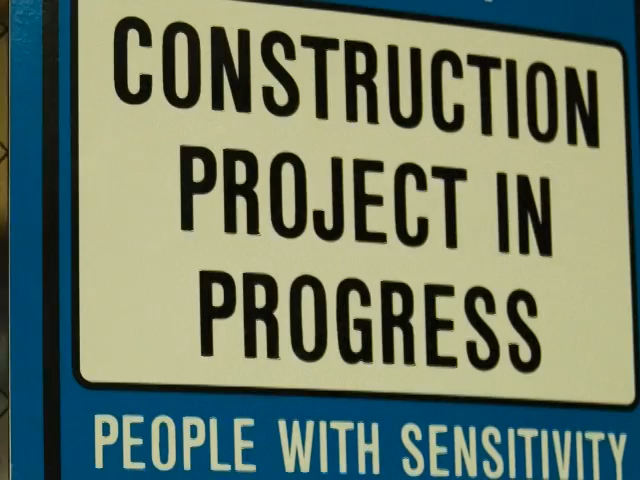 CONSTRUCTION
PROJECT IN
PROGRESS
PEOPLE WITH SENSITIVITY